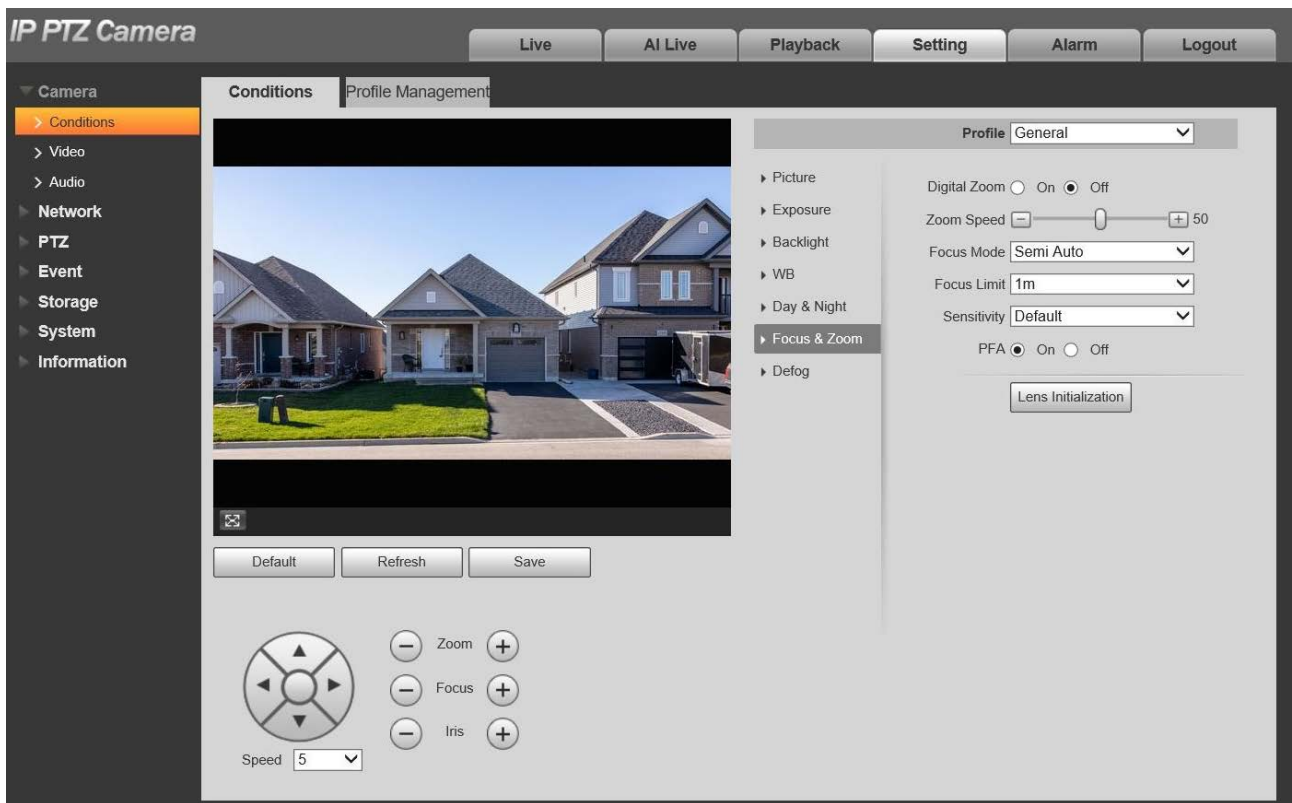 IP PTZ Camera
Live
AI Live
Playback
Setting
Alarm
Logout
Camera
Conditions
Video
Audio
Network
PTZ
Event
Storage
System
Information
Conditions
Profile Management
Profile General
Picture
Exposure
Backlight
WB
Day & Night
Focus & Zoom
Defog
Digital Zoom On Off
Zoom Speed 50
Focus Mode Semi Auto
Focus Limit 1m
Sensitivity Default
PFA On Off
Lens Initialization
Default
Refresh
Save
Zoom
Focus
Iris
Speed 5